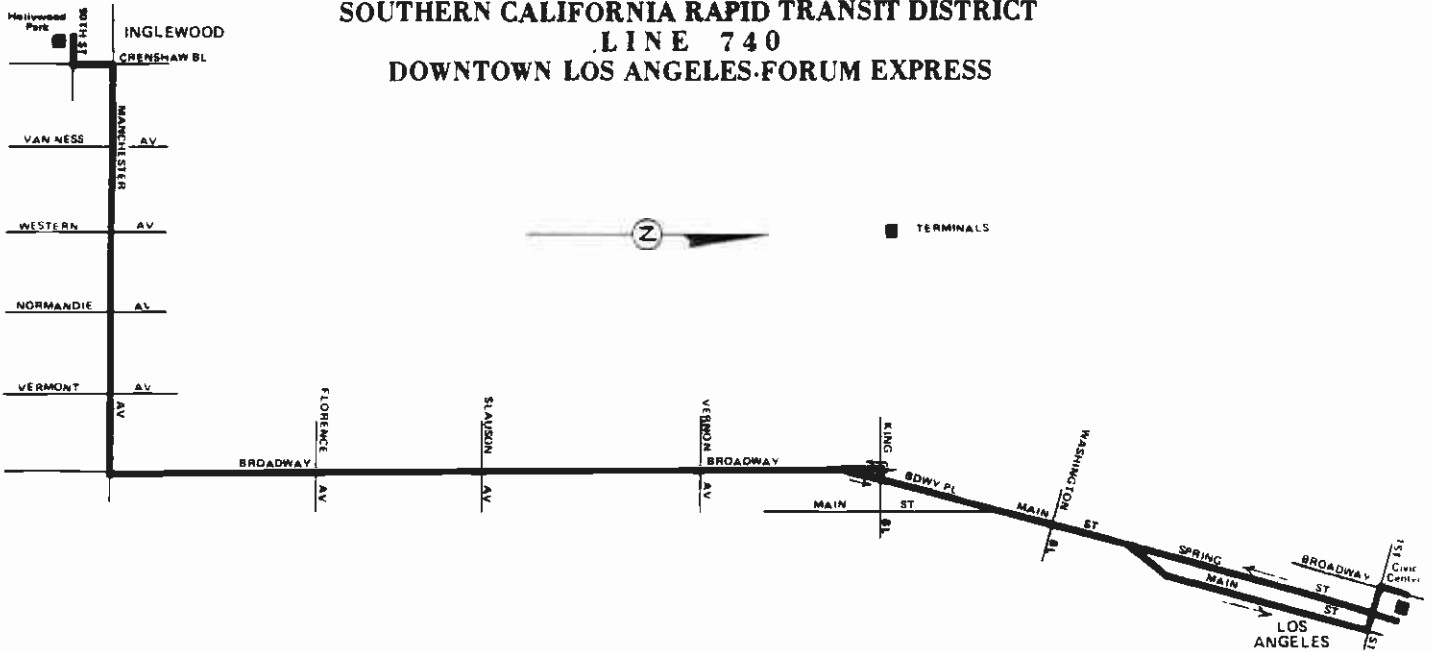 SOUTHERN CALIFORNIA RAPID TRANSIT DISTRICT
LINE 740
DOWNTOWN LOS ANGELES-FORUM EXPRESS
Hollywood
Park
90TH ST
INGLEWOOD
CRENSHAW BL
MANCHESTER
AV
VAN NESS AV
WESTERN AV
NORMANDIE AV
VERMONT AV
Z
TERMINALS
BROADWAY
FLORENCE
AV
SLAUSON
AV
VERNON
AV
BROADWAY
KING
BL
BDWY PL
MAIN ST
MAIN ST
WASHINGTON
BL
SPRING ST
MAIN ST
BROADWAY
1ST
Civic
Center
LOS
ANGELES
ST